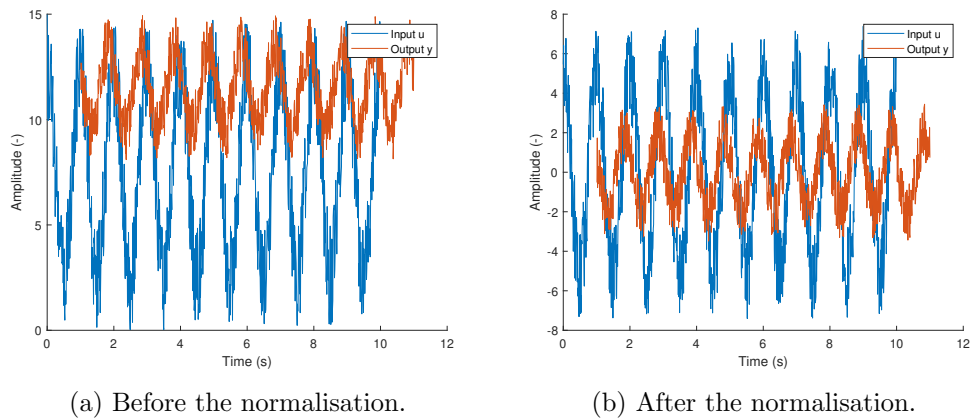 15
10
5
0
Amplitude (-)
0 2 4 6 8 10 12
Time (s)
Input u
Output y
(a) Before the normalisation.
8
6
4
2
0
-2
-4
-6
-8
Amplitude (-)
0 2 4 6 8 10 12
Time (s)
Input u
Output y
(b) After the normalisation.